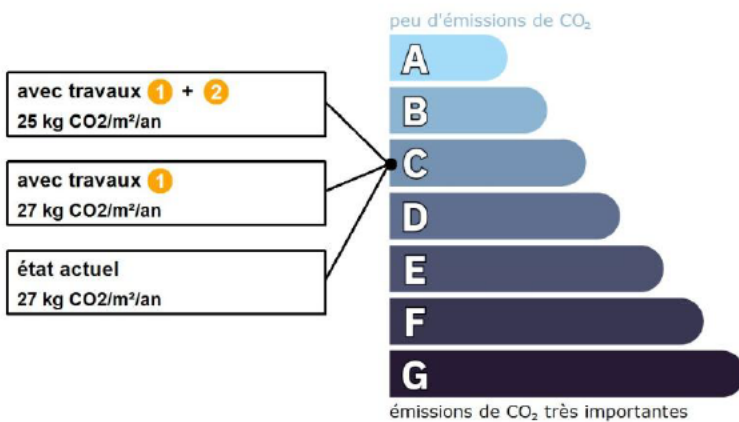 peu d'émissions de CO₂
avec travaux 1 + 2
25 kg CO2/m²/an
avec travaux 1
27 kg CO2/m²/an
état actuel
27 kg CO2/m²/an
A
B
C
D
E
F
G
émissions de CO₂ très importantes